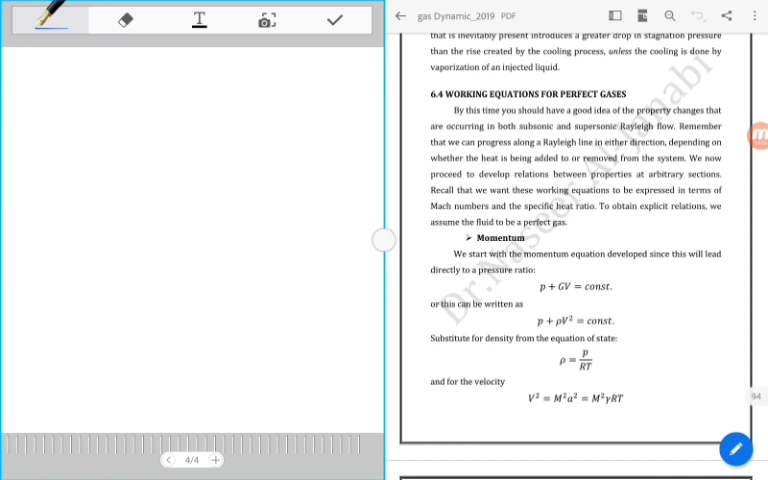 T
4/4
gas Dynamic_2019 PDF
that is inevitably present introduces a greater drop in stagnation pressure
than the rise created by the cooling process, unless the cooling is done by
vaporization of an injected liquid.
6.4 WORKING EQUATIONS FOR PERFECT GASES
By this time you should have a good idea of the property changes that
are occurring in both subsonic and supersonic Rayleigh flow. Remember
that we can progress along a Rayleigh line in either direction, depending on
whether the heat is being added to or removed from the system. We now
proceed to develop relations between properties at arbitrary sections.
Recall that we want these working equations to be expressed in terms of
Mach numbers and the specific heat ratio. To obtain explicit relations, we
assume the fluid to be a perfect gas.
➢ Momentum
We start with the momentum equation developed since this will lead
directly to a pressure ratio:
p + GV = const.
or this can be written as
p + ρV² = const.
Substitute for density from the equation of state:
ρ = p / RT
and for the velocity
V² = M²a² = M²γRT
94
Dr.Naseer Al-Janabi